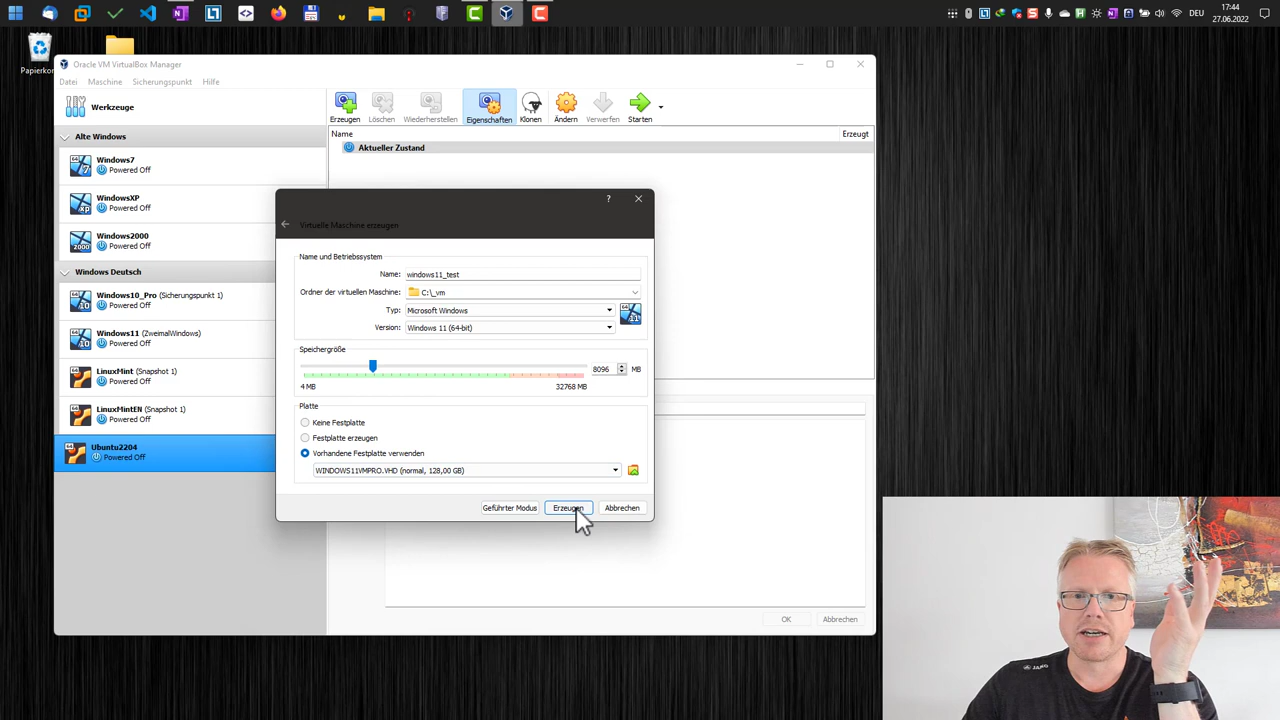 17:44
DEU
27.06.2022
Papierkor
Oracle VM VirtualBox Manager
Datei Maschine Sicherungspunkt Hilfe
Werkzeuge
Erzeugen Löschen Wiederherstellen Eigenschaften Klonen Ändern Verwerfen Starten
Name Erzeugt
Aktueller Zustand
Alte Windows
Windows7
Powered Off
WindowsXP
Powered Off
Windows2000
Powered Off
Windows Deutsch
Windows10_Pro (Sicherungspunkt 1)
Powered Off
Windows11 (ZweimalWindows)
Powered Off
LinuxMint (Snapshot 1)
Powered Off
LinuxMintEN (Snapshot 1)
Powered Off
Ubuntu2204
Powered Off
Virtuelle Maschine erzeugen
Name und Betriebssystem
Name: windows11_test
Ordner der virtuellen Maschine: C:\_vm
Typ: Microsoft Windows
Version: Windows 11 (64-bit)
Speichergröße
8096 MB
4 MB 32768 MB
Platte
Keine Festplatte
Festplatte erzeugen
Vorhandene Festplatte verwenden
WINDOWS11VMPRO.VHD (normal, 128,00 GB)
Geführter Modus Erzeugen Abbrechen
OK Abbrechen
JAKO